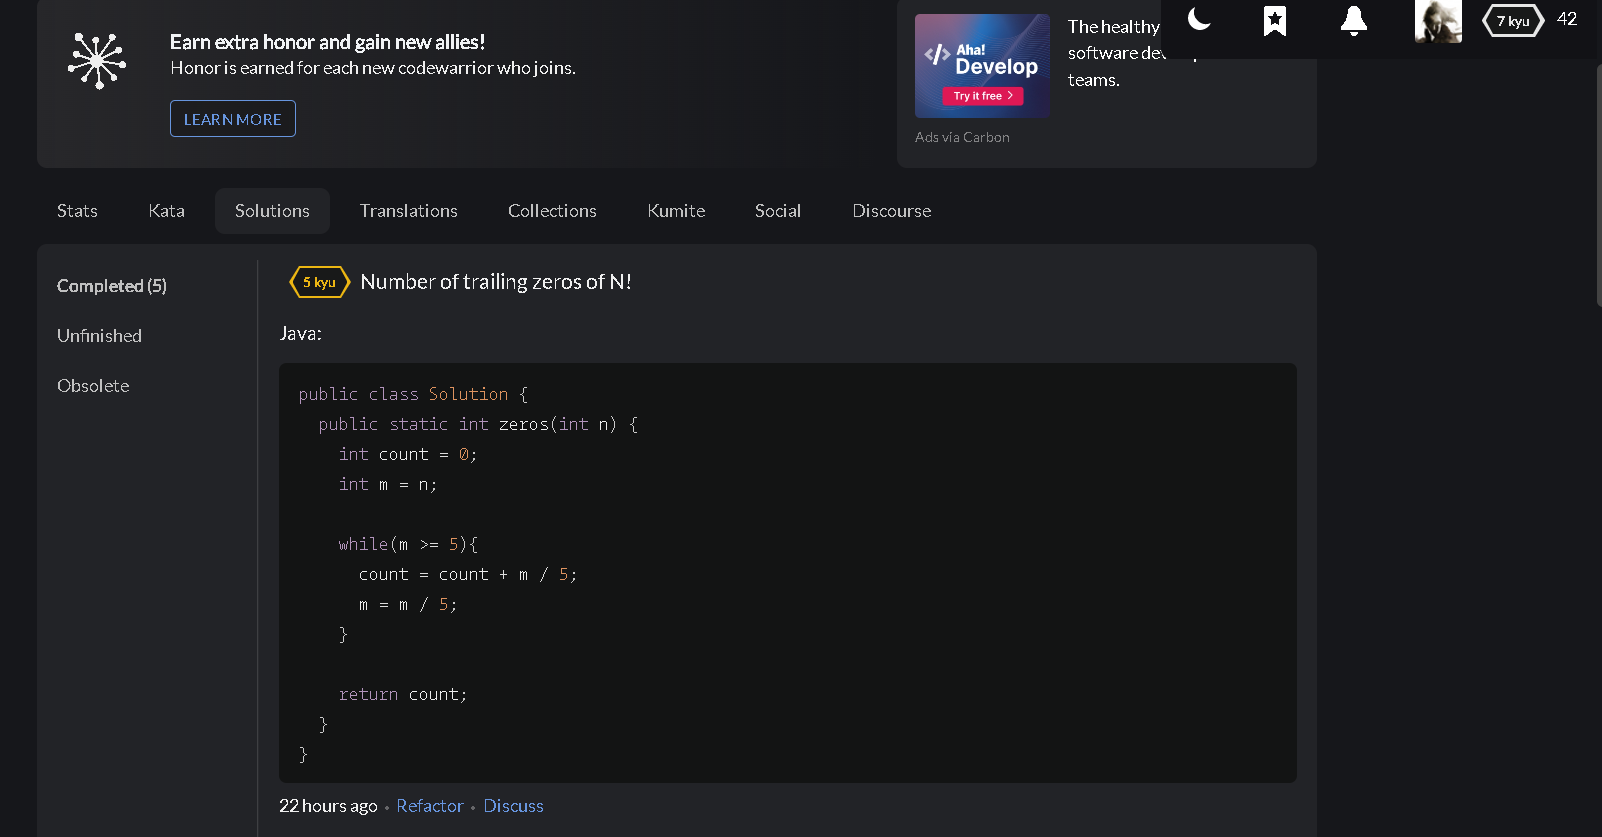 Earn extra honor and gain new allies!
Honor is earned for each new codewarrior who joins.
LEARN MORE
</> Aha! Develop
Try it free >
The healthy
software
teams.
Ads via Carbon
7 kyu
42
Stats
Kata
Solutions
Translations
Collections
Kumite
Social
Discourse
Completed (5)
Unfinished
Obsolete
5 kyu Number of trailing zeros of N!
Java:
public class Solution {
  public static int zeros(int n) {
    int count = 0;
    int m = n;

    while(m >= 5){
      count = count + m / 5;
      m = m / 5;
    }

    return count;
  }
}
22 hours ago • Refactor • Discuss